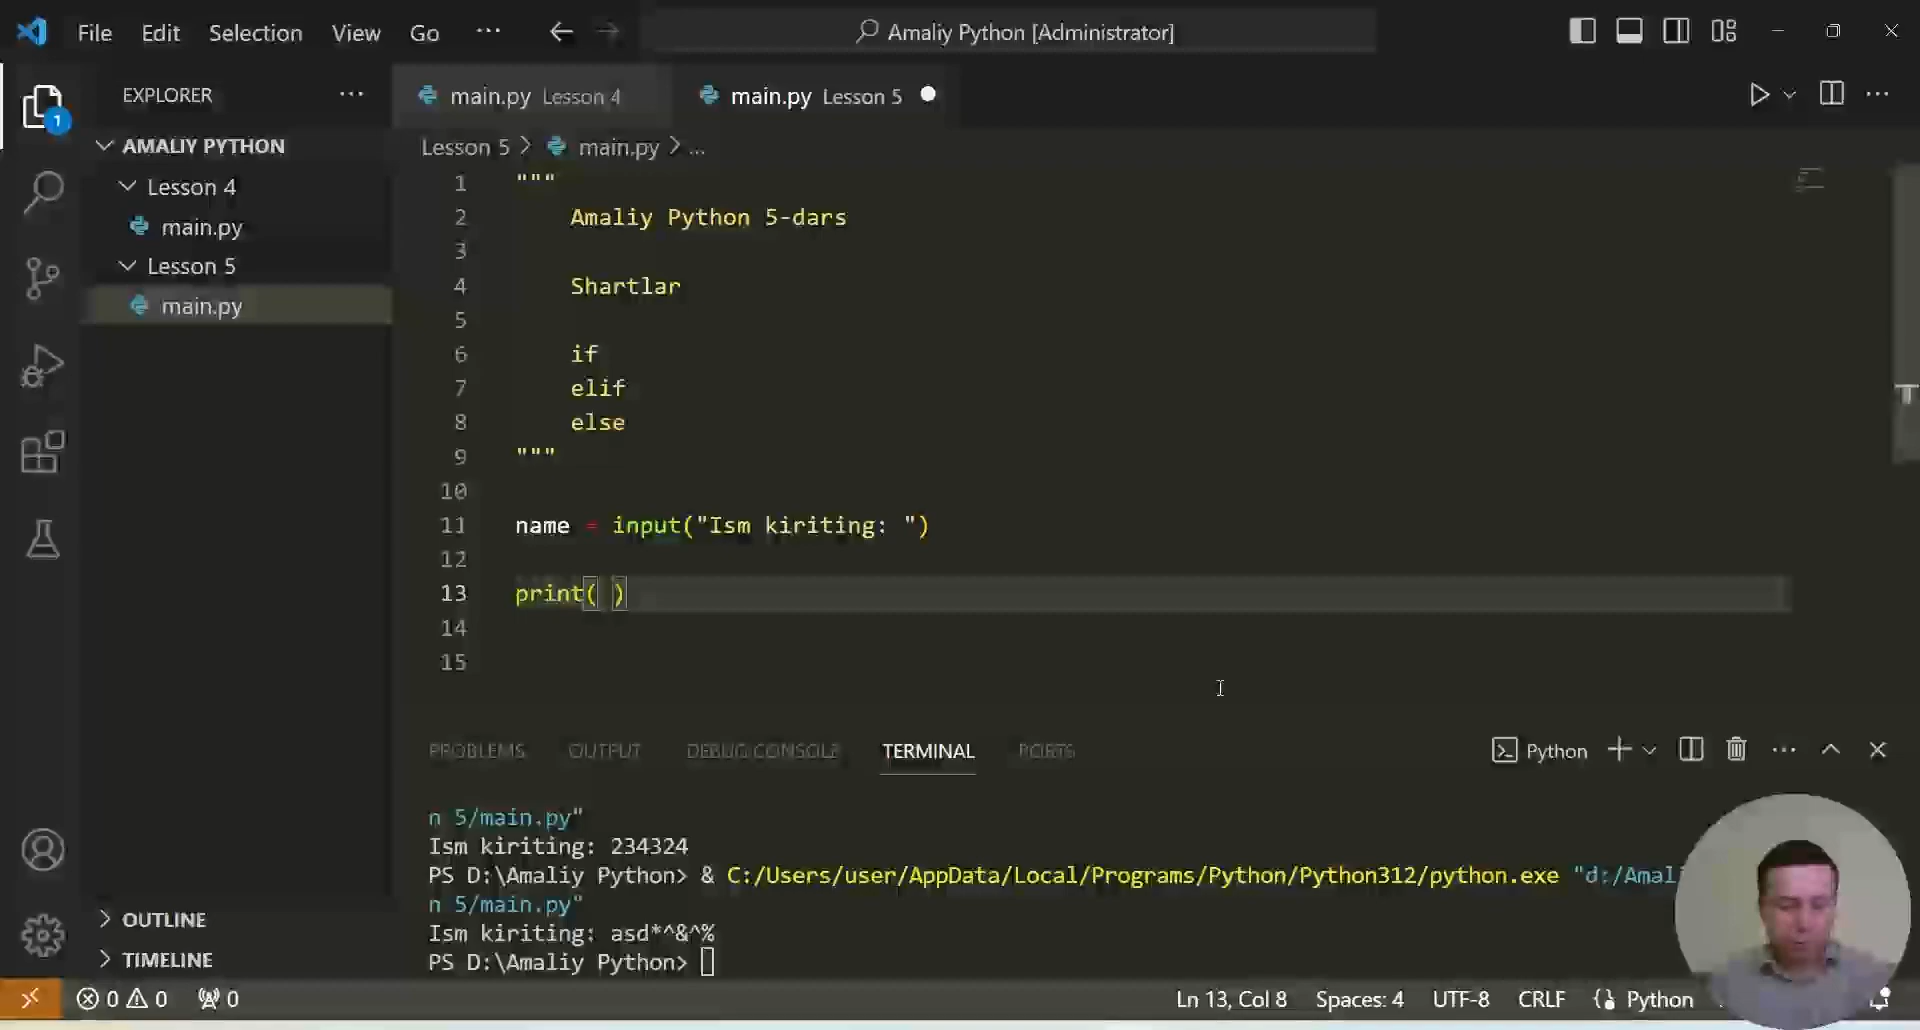 File Edit Selection View Go ··· Amaliy Python [Administrator]
EXPLORER ···
1
AMALIY PYTHON
Lesson 4
main.py
Lesson 5
main.py
OUTLINE
TIMELINE
main.py Lesson 4 main.py Lesson 5
Lesson 5 > main.py > ...
1 """
2 Amaliy Python 5-dars
3
4 Shartlar
5
6 if
7 elif
8 else
9 """
10
11 name = input("Ism kiriting: ")
12
13 print( )
14
15
PROBLEMS OUTPUT DEBUG CONSOLE TERMINAL PORTS Python
n 5/main.py"
Ism kiriting: 234324
PS D:\Amaliy Python> & C:/Users/user/AppData/Local/Programs/Python/Python312/python.exe "d:/Amali
n 5/main.py"
Ism kiriting: asd*^&^%
PS D:\Amaliy Python>
0 0 0 Ln 13, Col 8 Spaces: 4 UTF-8 CRLF Python